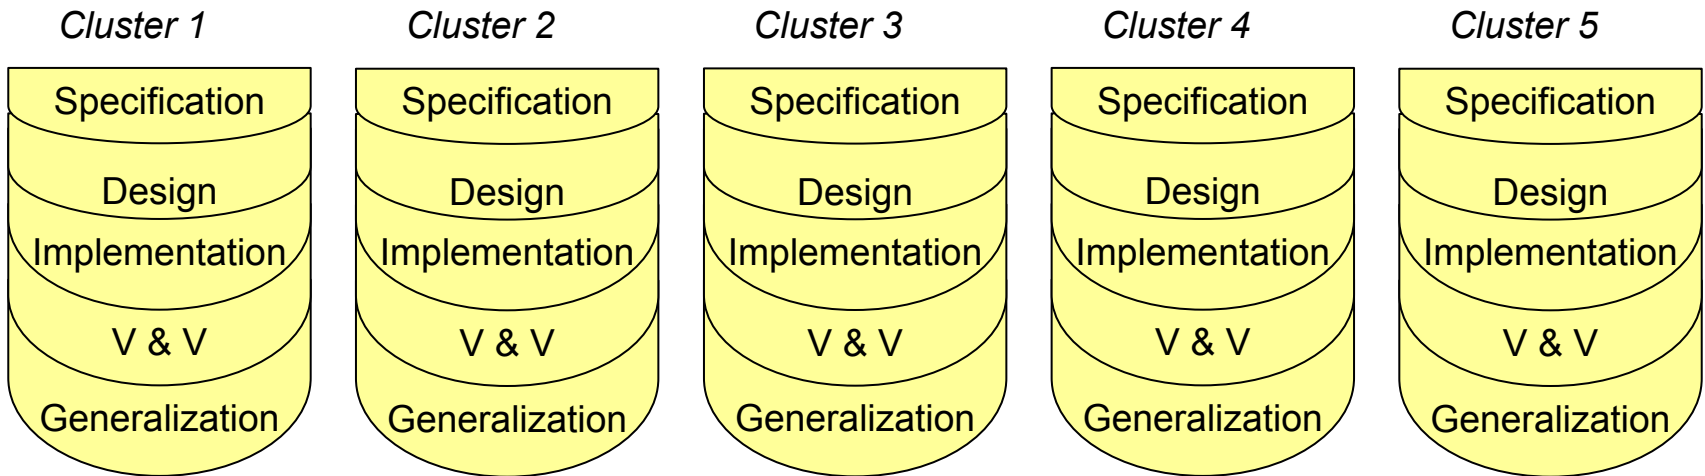 Cluster 1
Cluster 2
Cluster 3
Cluster 4
Cluster 5
Specification
Specification
Specification
Specification
Specification
Design
Design
Design
Design
Design
Implementation
Implementation
Implementation
Implementation
Implementation
V & V
V & V
V & V
V & V
V & V
Generalization
Generalization
Generalization
Generalization
Generalization